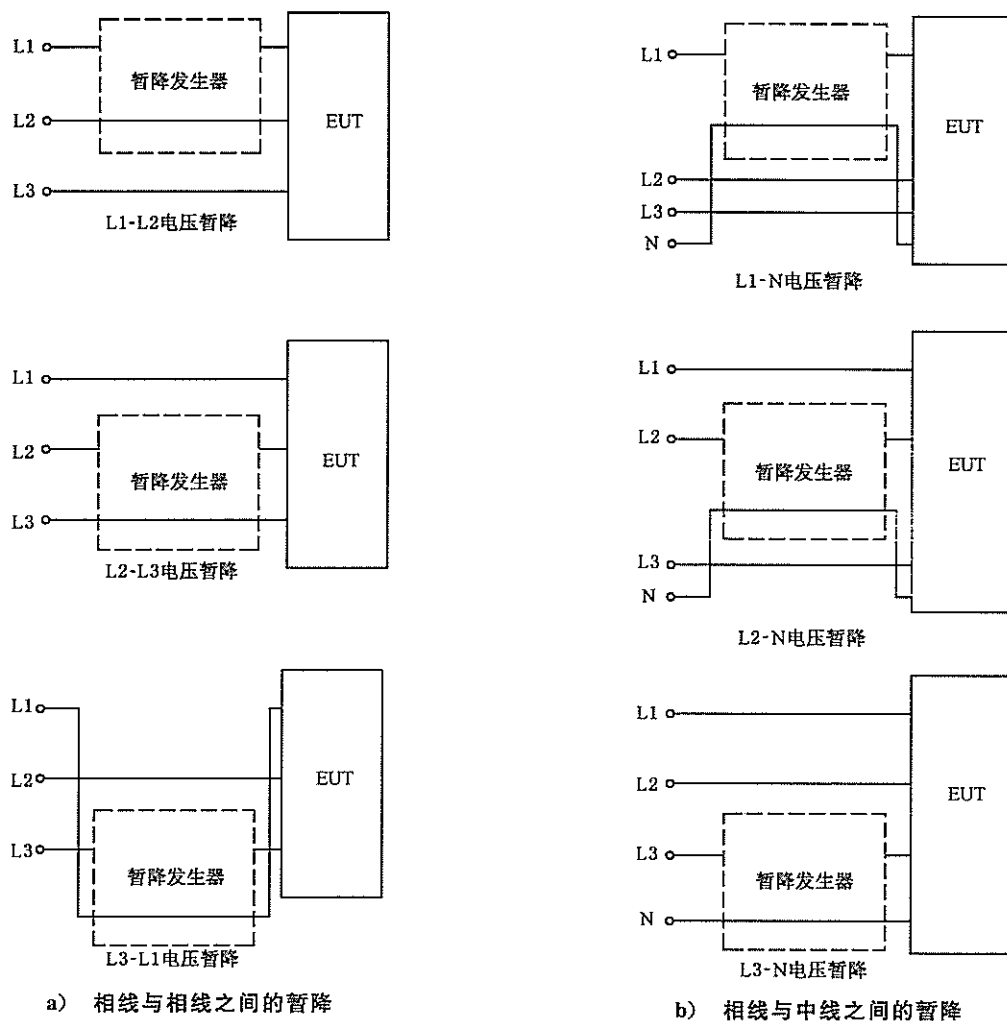 L1
暂降发生器
L2
EUT
L3
L1-L2电压暂降
L1
L2
暂降发生器
EUT
L3
L2-L3电压暂降
L1
L2
EUT
L3
暂降发生器
L3-L1电压暂降
a) 相线与相线之间的暂降
L1
暂降发生器
EUT
L2
L3
N
L1-N电压暂降
L1
L2
暂降发生器
EUT
L3
N
L2-N电压暂降
L1
L2
EUT
L3
暂降发生器
N
L3-N电压暂降
b) 相线与中线之间的暂降